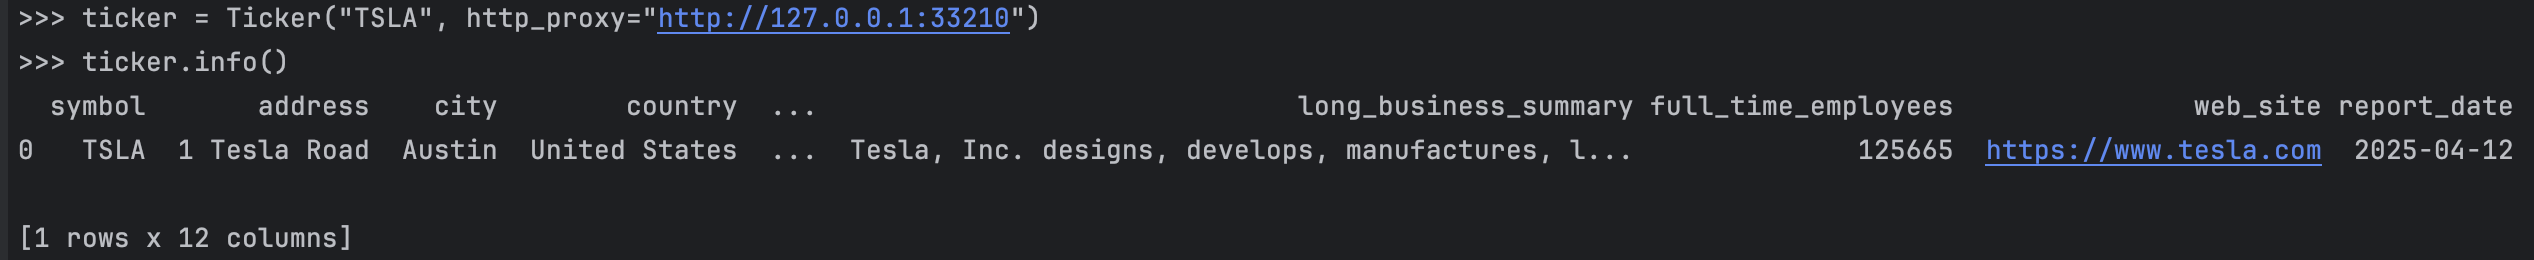 >>> ticker = Ticker("TSLA", http_proxy="http://127.0.0.1:33210")
>>> ticker.info()
  symbol       address    city        country  ...                              long_business_summary full_time_employees               web_site report_date
0   TSLA  1 Tesla Road  Austin  United States  ...  Tesla, Inc. designs, develops, manufactures, l...              125665  https://www.tesla.com  2025-04-12
[1 rows x 12 columns]